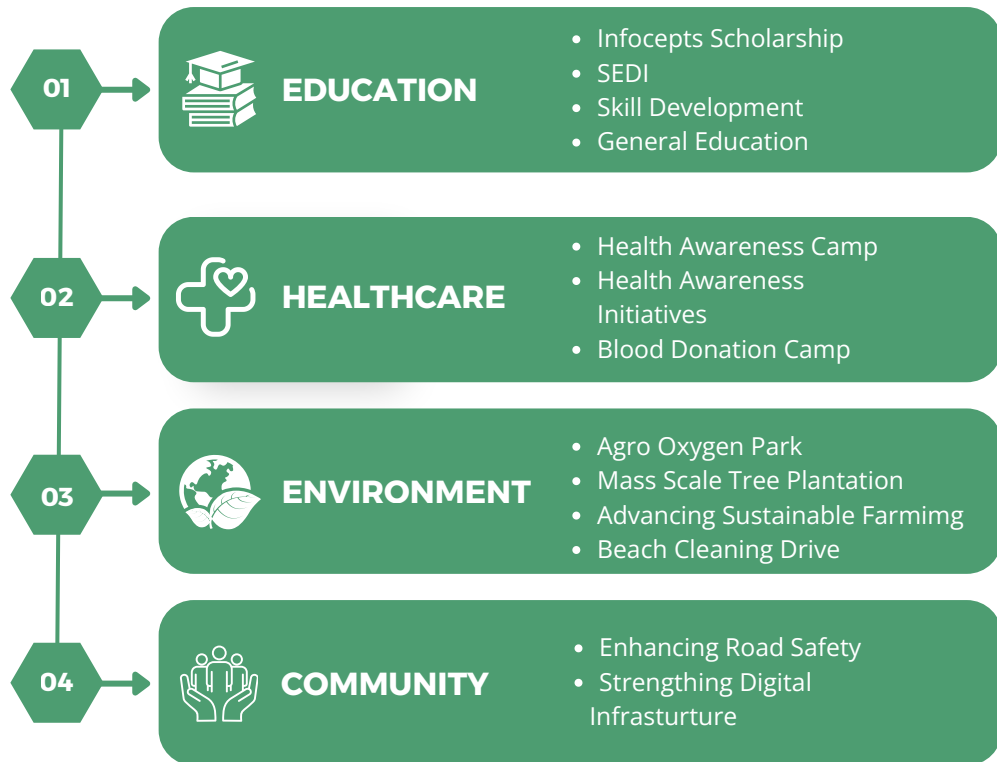 01
EDUCATION
• Infocepts Scholarship
• SEDI
• Skill Development
• General Education
02
HEALTHCARE
• Health Awareness Camp
• Health Awareness
Initiatives
• Blood Donation Camp
03
ENVIRONMENT
• Agro Oxygen Park
• Mass Scale Tree Plantation
• Advancing Sustainable Farmimg
• Beach Cleaning Drive
04
COMMUNITY
• Enhancing Road Safety
• Strengthing Digital
Infrasturture